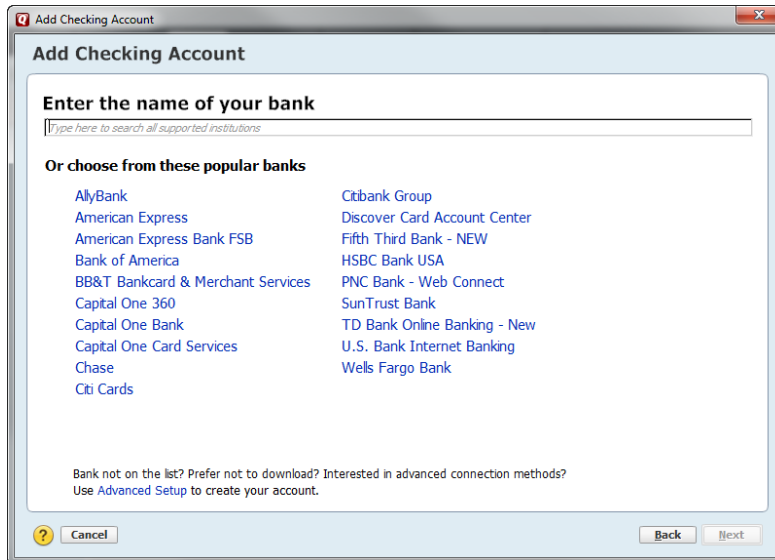 Add Checking Account
Add Checking Account
Enter the name of your bank
Type here to search all supported institutions
Or choose from these popular banks
AllyBank
American Express
American Express Bank FSB
Bank of America
BB&T Bankcard & Merchant Services
Capital One 360
Capital One Bank
Capital One Card Services
Chase
Citi Cards
Citibank Group
Discover Card Account Center
Fifth Third Bank - NEW
HSBC Bank USA
PNC Bank - Web Connect
SunTrust Bank
TD Bank Online Banking - New
U.S. Bank Internet Banking
Wells Fargo Bank
Bank not on the list? Prefer not to download? Interested in advanced connection methods?
Use Advanced Setup to create your account.
? Cancel
Back Next